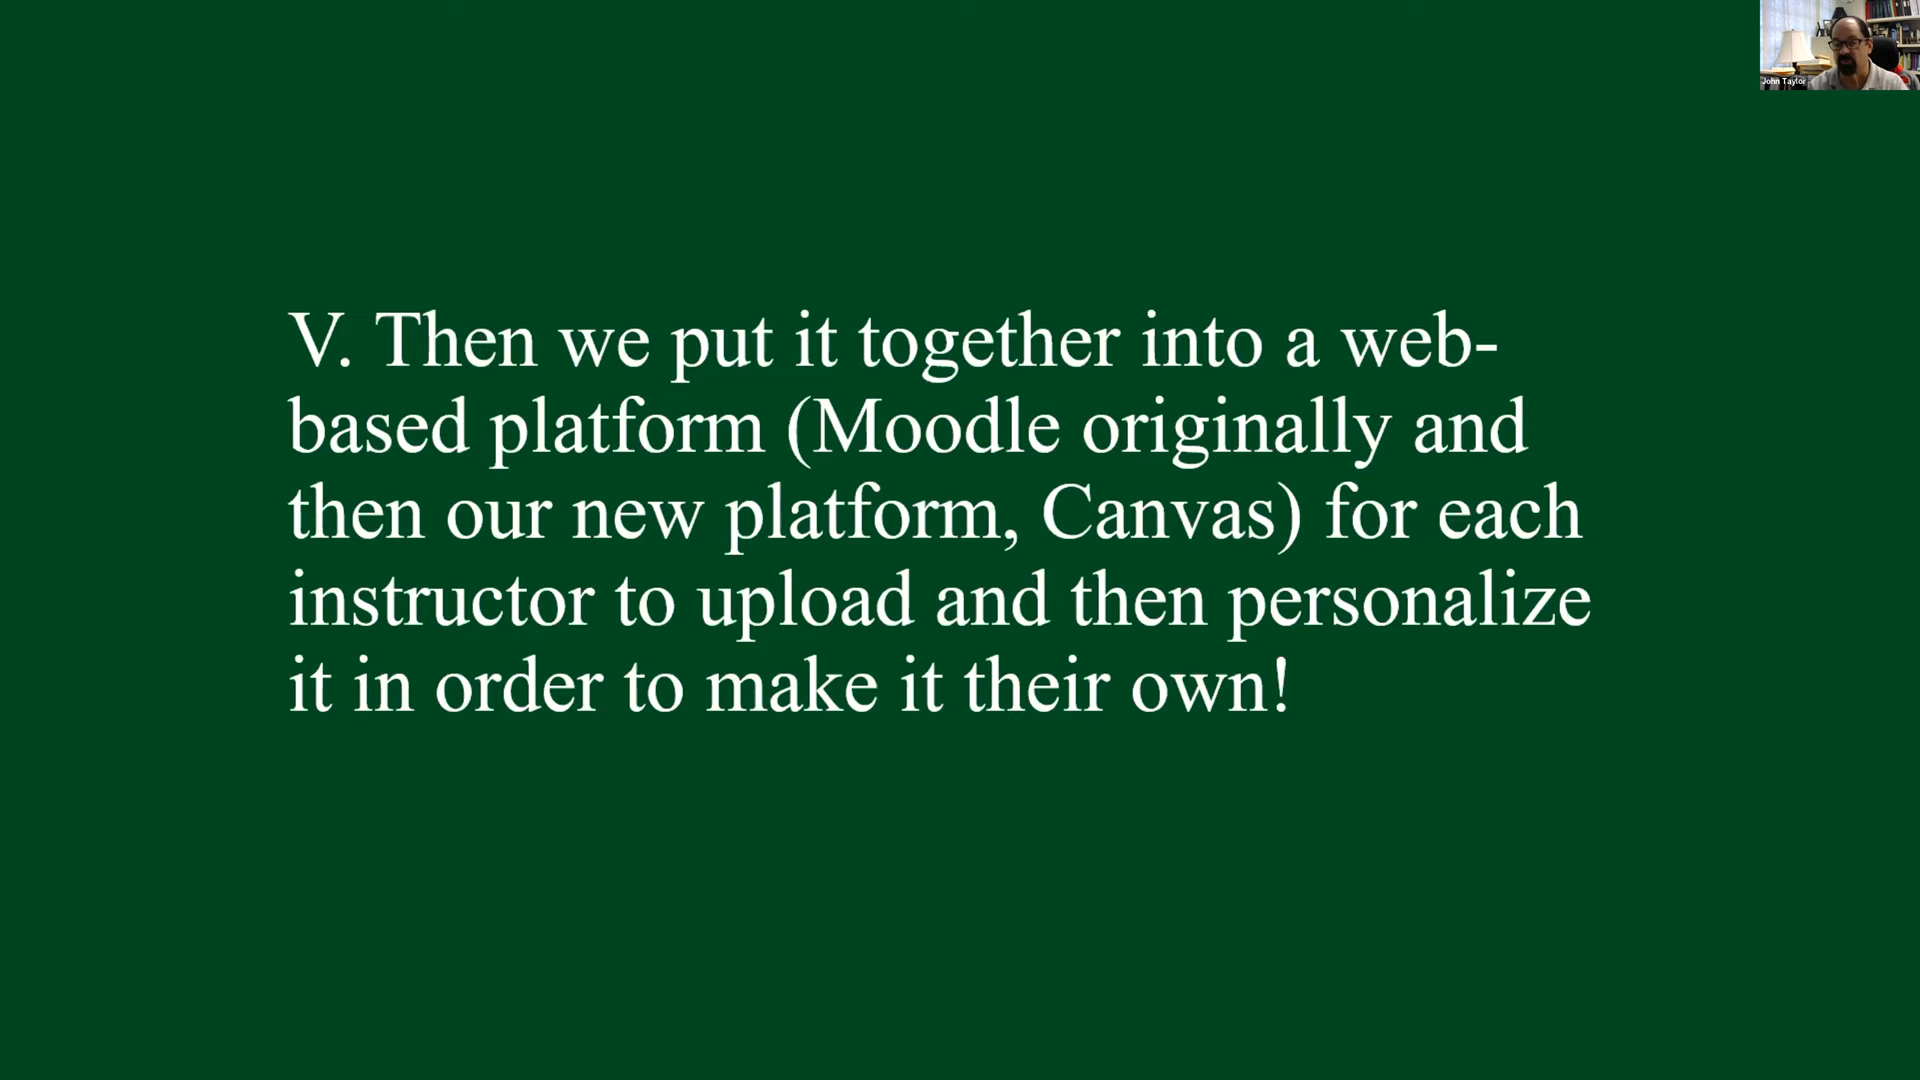 John Taylor
V. Then we put it together into a web-
based platform (Moodle originally and
then our new platform, Canvas) for each
instructor to upload and then personalize
it in order to make it their own!